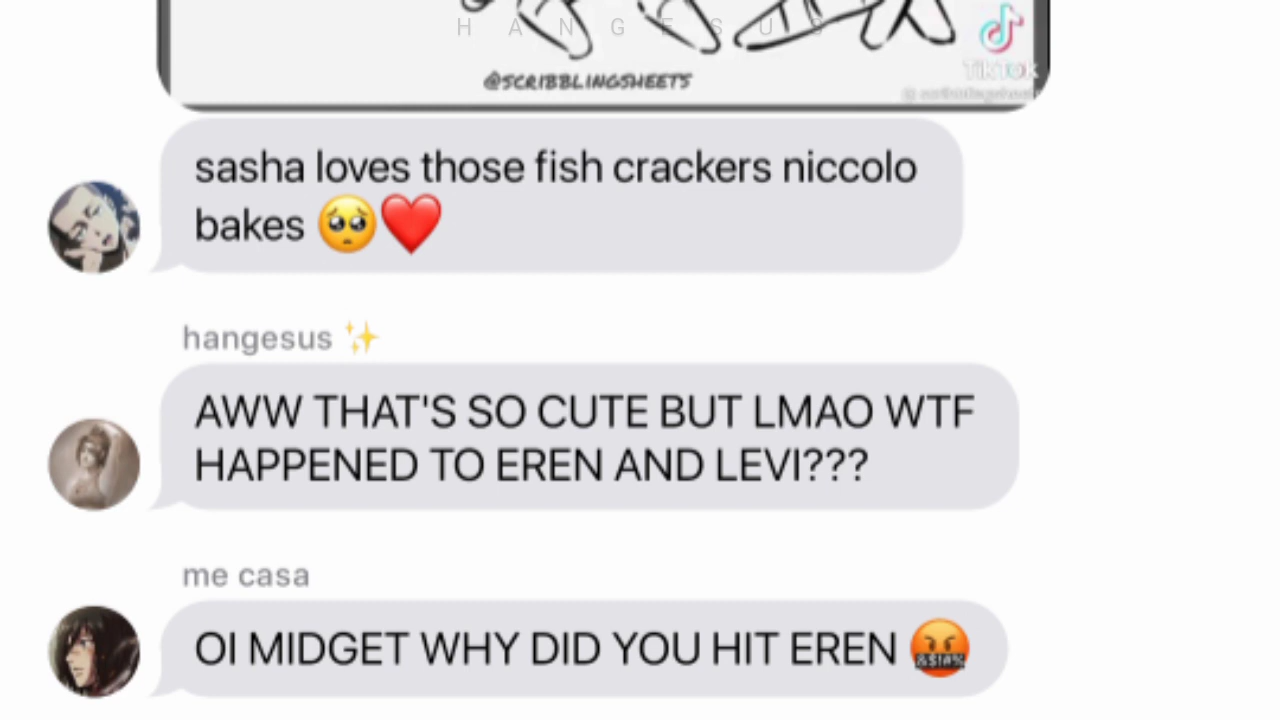 H A N G E S U S
@SCRIBBLINGSHEETS
TikTok
sasha loves those fish crackers niccolo
bakes 🥺❤️
hangesus ✨
AWW THAT'S SO CUTE BUT LMAO WTF
HAPPENED TO EREN AND LEVI???
me casa
OI MIDGET WHY DID YOU HIT EREN 🤬